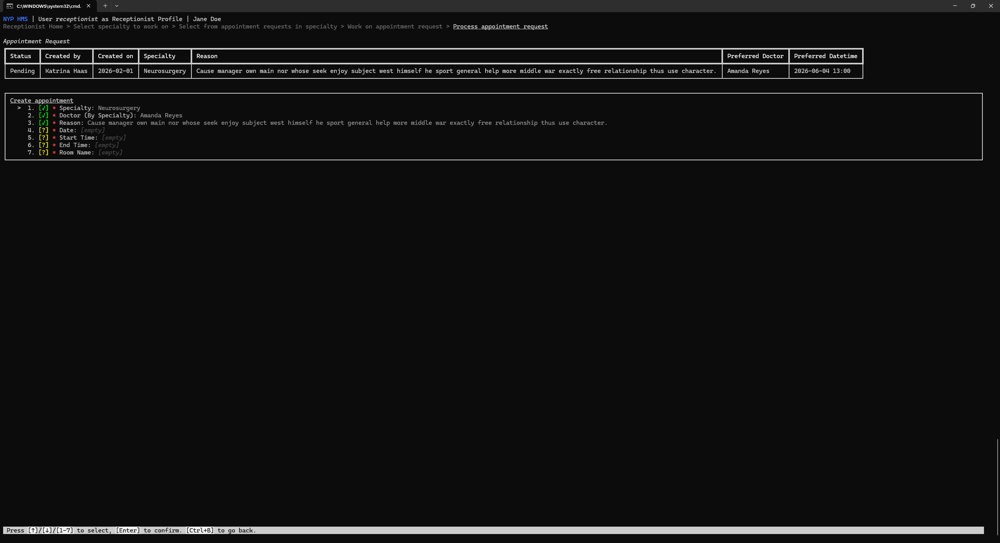 C:\WINDOWS\system32\cmd.
NYP HMS | User receptionist as Receptionist Profile | Jane Doe
Receptionist Home > Select specialty to work on > Select from appointment requests in specialty > Work on appointment request > Process appointment request
Appointment Request
Status Created by Created on Specialty Reason Preferred Doctor Preferred Datetime
Pending Katrina Haas 2026-02-01 Neurosurgery Cause manager own main nor whose seek enjoy subject west himself he sport general help more middle war exactly free relationship thus use character. Amanda Reyes 2026-06-04 13:00
Create appointment
> 1. [√] * Specialty: Neurosurgery
2. [√] * Doctor (By Specialty): Amanda Reyes
3. [√] * Reason: Cause manager own main nor whose seek enjoy subject west himself he sport general help more middle war exactly free relationship thus use character.
4. [?] * Date: [empty]
5. [?] * Start Time: [empty]
6. [?] * End Time: [empty]
7. [?] * Room Name: [empty]
Press [↑]/[↓]/[1-7] to select, [Enter] to confirm. [Ctrl+B] to go back.